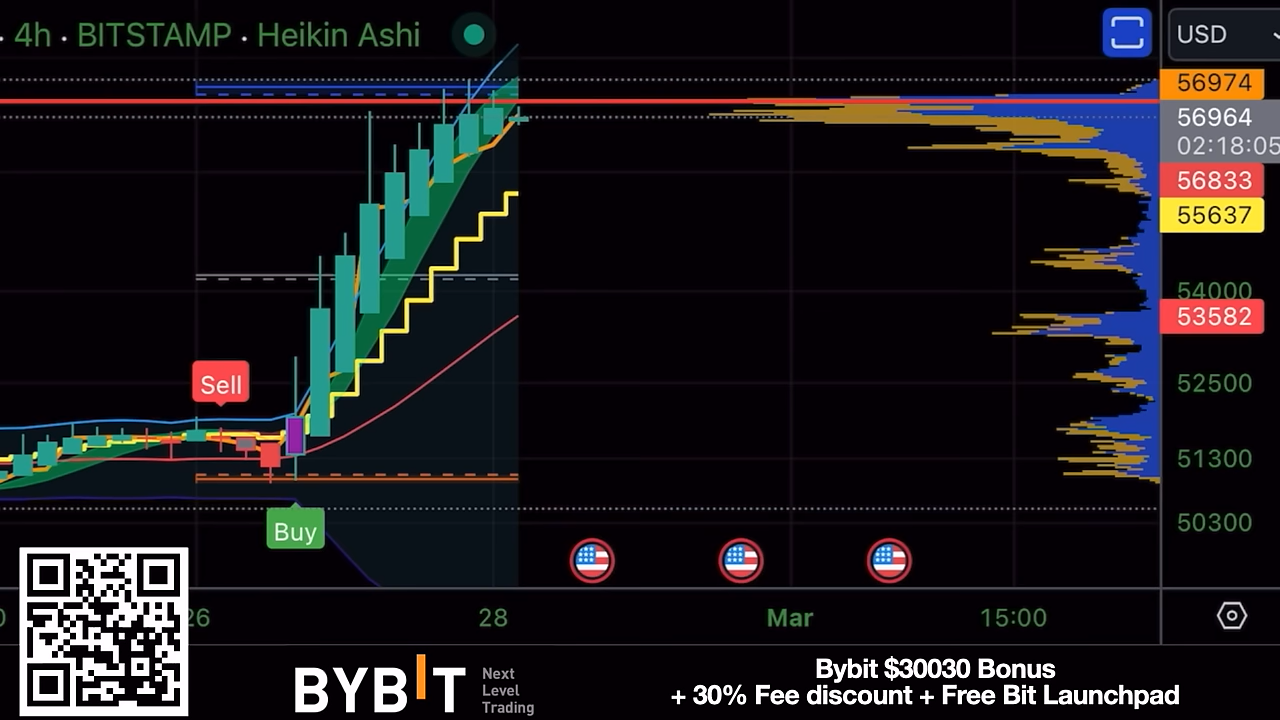 · 4h · BITSTAMP · Heikin Ashi
USD
56974
56964
02:18:05
56833
55637
54000
53582
52500
51300
50300
Sell
Buy
26
28
Mar
15:00
BYBIT
Next
Level
Trading
Bybit $30030 Bonus
+ 30% Fee discount + Free Bit Launchpad